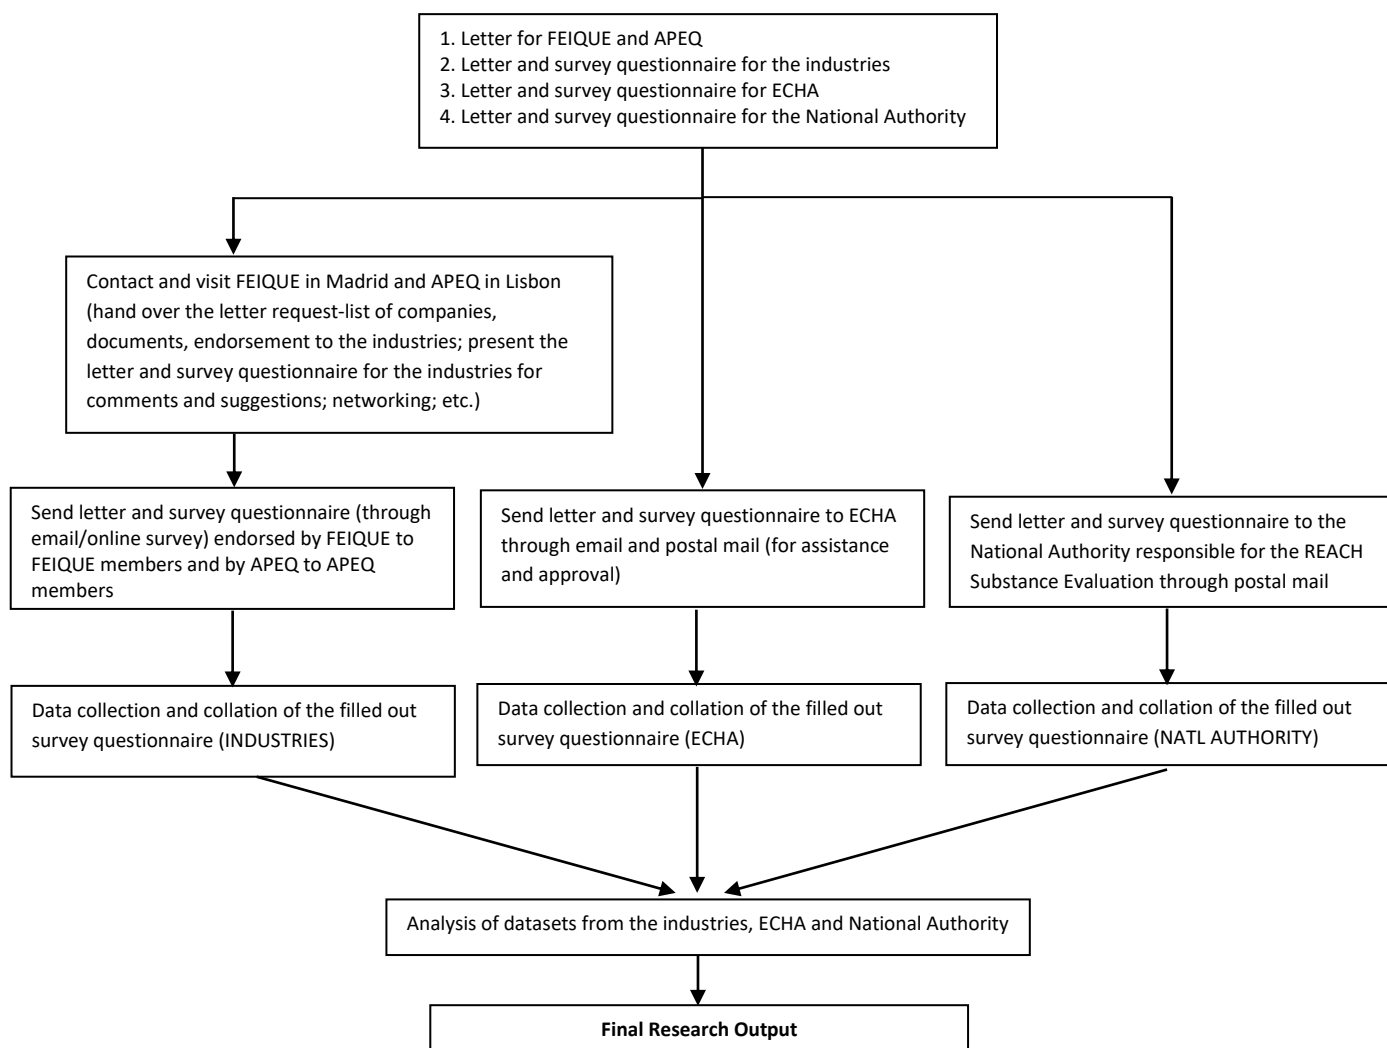 1. Letter for FEIQUE and APEQ
2. Letter and survey questionnaire for the industries
3. Letter and survey questionnaire for ECHA
4. Letter and survey questionnaire for the National Authority
Contact and visit FEIQUE in Madrid and APEQ in Lisbon
(hand over the letter request-list of companies,
documents, endorsement to the industries; present the
letter and survey questionnaire for the industries for
comments and suggestions; networking; etc.)
Send letter and survey questionnaire (through
email/online survey) endorsed by FEIQUE to
FEIQUE members and by APEQ to APEQ
members
Send letter and survey questionnaire to ECHA
through email and postal mail (for assistance
and approval)
Send letter and survey questionnaire to the
National Authority responsible for the REACH
Substance Evaluation through postal mail
Data collection and collation of the filled out
survey questionnaire (INDUSTRIES)
Data collection and collation of the filled out
survey questionnaire (ECHA)
Data collection and collation of the filled out
survey questionnaire (NATL AUTHORITY)
Analysis of datasets from the industries, ECHA and National Authority
Final Research Output